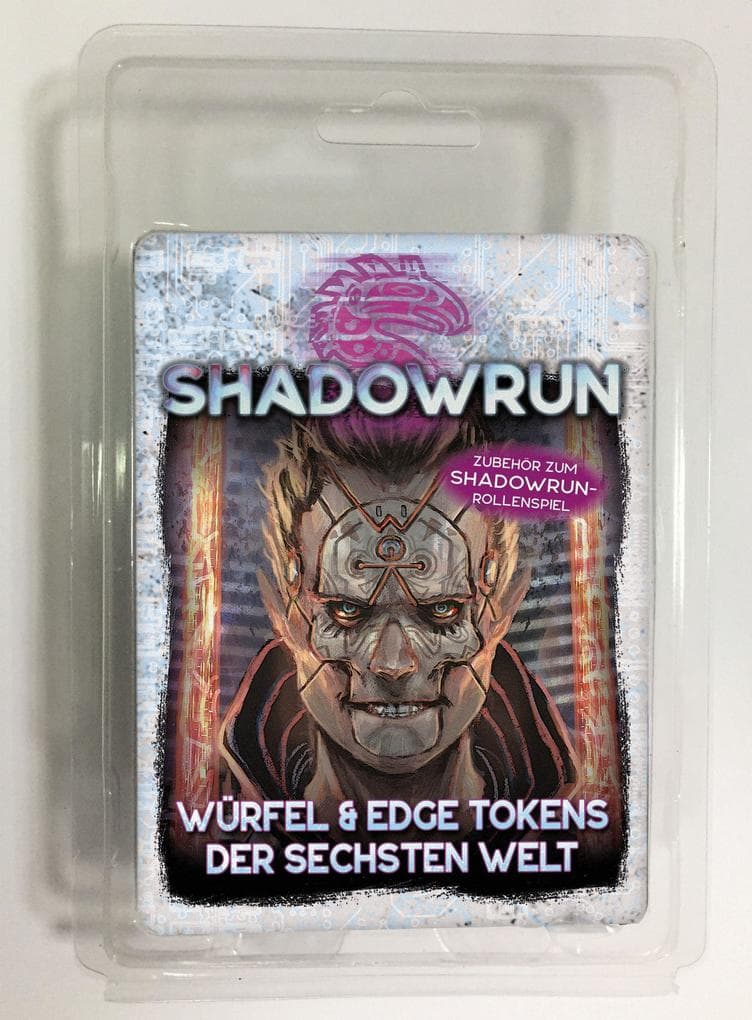 SHADOWRUN
ZUBEHÖR ZUM
SHADOWRUN-
ROLLENSPIEL
WÜRFEL & EDGE TOKENS
DER SECHSTEN WELT